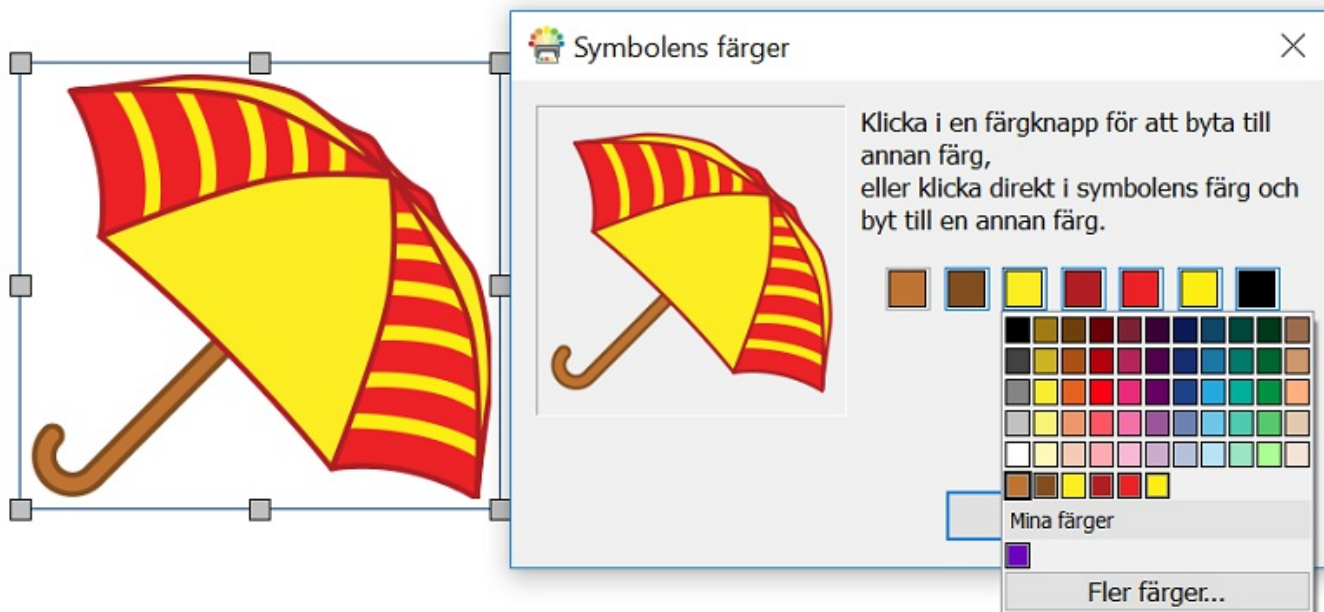 Symbolens färger
Klicka i en färgknapp för att byta till
annan färg,
eller klicka direkt i symbolens färg och
byt till en annan färg.
Mina färger
Fler färger...